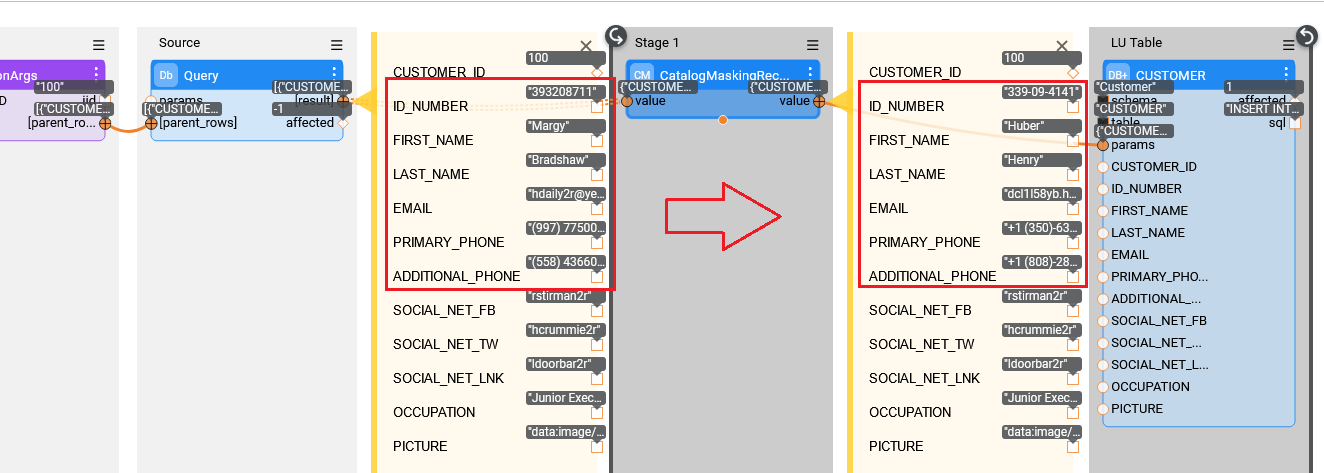 Source
Stage 1
LU Table
onArgs
"100"
D
iid
[{"CUSTOME...
[parent_ro...
Db
Query
[{"CUSTOME...
params
[result]
[{"CUSTOME...
-1
[parent_rows]
affected
100
CUSTOMER_ID
"393208711"
ID_NUMBER
"Margy"
FIRST_NAME
"Bradshaw"
LAST_NAME
"hdaily2r@ye...
EMAIL
"(997) 77500...
PRIMARY_PHONE
"(558) 43660...
ADDITIONAL_PHONE
"rstirman2r"
SOCIAL_NET_FB
"hcrummie2r"
SOCIAL_NET_TW
"ldoorbar2r"
SOCIAL_NET_LNK
"Junior Exec...
OCCUPATION
"data:image/...
PICTURE
CM
CatalogMaskingRec...
{"CUSTOME...
{"CUSTOME...
value
value
100
CUSTOMER_ID
"339-09-4141"
ID_NUMBER
"Huber"
FIRST_NAME
"Henry"
LAST_NAME
"dcl1l58yb.h...
EMAIL
"+1 (350)-63...
PRIMARY_PHONE
"+1 (808)-28...
ADDITIONAL_PHONE
"rstirman2r"
SOCIAL_NET_FB
"hcrummie2r"
SOCIAL_NET_TW
"ldoorbar2r"
SOCIAL_NET_LNK
"Junior Exec...
OCCUPATION
"data:image/...
PICTURE
DB+
CUSTOMER
"Customer"
1
schema
affected
"CUSTOMER"
"INSERT INT...
table
sql
{"CUSTOME...
params
CUSTOMER_ID
ID_NUMBER
FIRST_NAME
LAST_NAME
EMAIL
PRIMARY_PHO...
ADDITIONAL_...
SOCIAL_NET_FB
SOCIAL_NET_...
SOCIAL_NET_L...
OCCUPATION
PICTURE